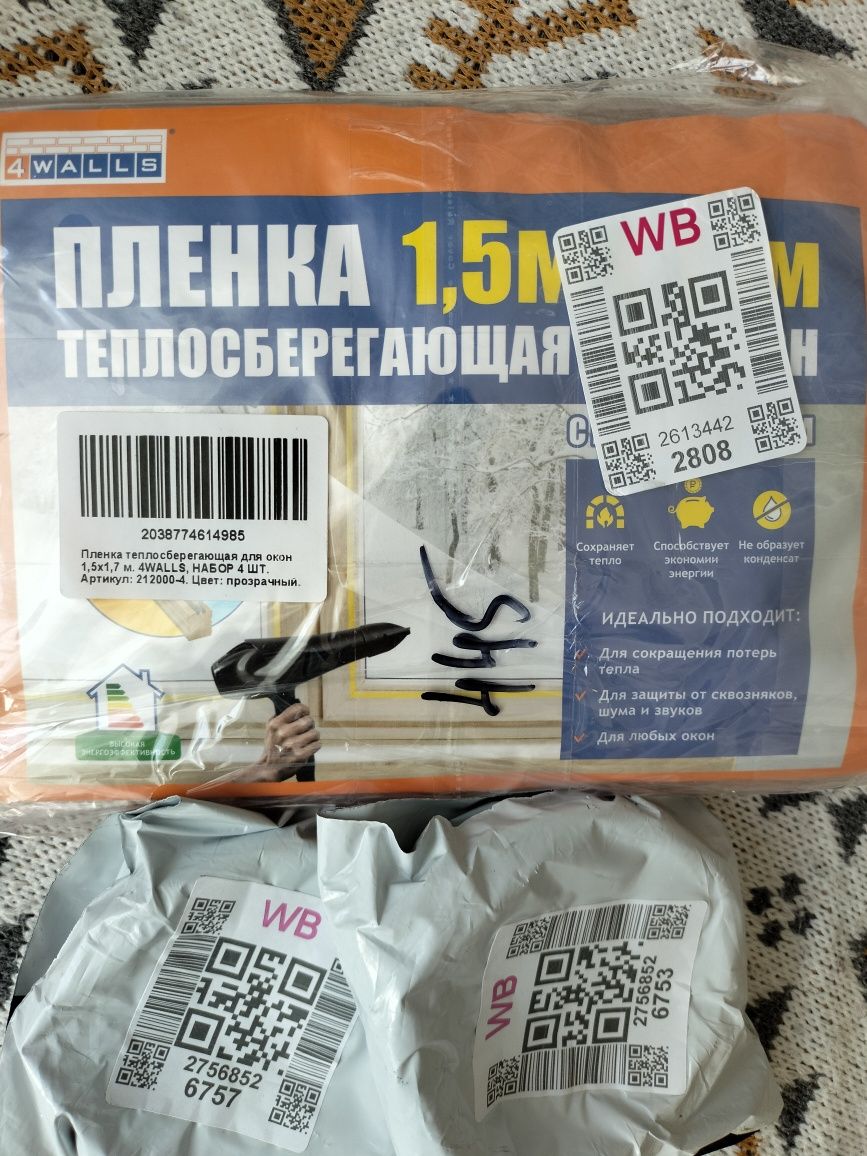 4WALLS
ПЛЕНКА 1,5м м
ТЕПЛОСБЕРЕГАЮЩАЯ
WB
2613442
2808
2038774614985
Пленка теплосберегающая для окон
1,5х1,7 м. 4WALLS, НАБОР 4 ШТ.
Артикул: 212000-4. Цвет: прозрачный.
Сохраняет
тепло
Способствует
экономии
энергии
Не образует
конденсат
445
ИДЕАЛЬНО ПОДХОДИТ:
Для сокращения потерь
тепла
Для защиты от сквозняков,
шума и звуков
Для любых окон
ВЫСОКАЯ
ЭНЕРГОЭФФЕКТИВНОСТЬ
WB
2756852
6757
WB
2756852
6753